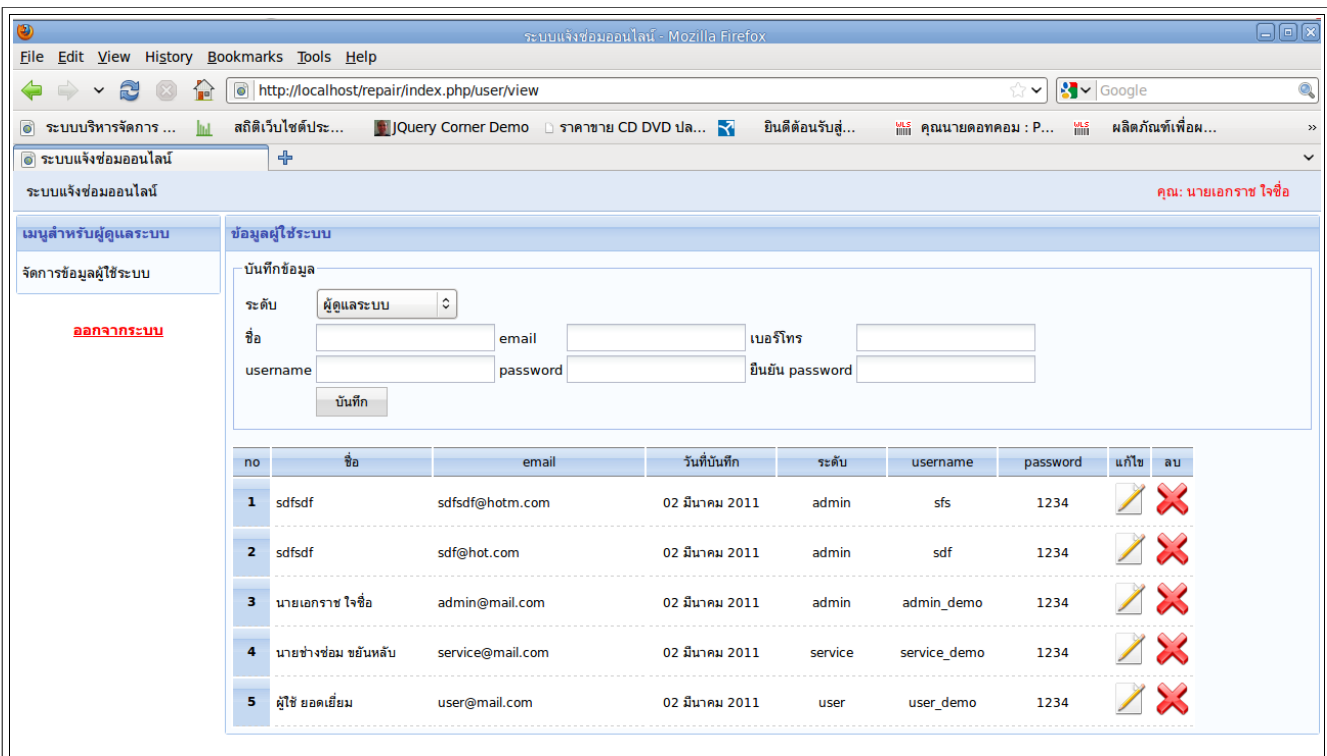 ระบบแจ้งซ่อมออนไลน์ - Mozilla Firefox
File Edit View History Bookmarks Tools Help
http://localhost/repair/index.php/user/view
Google
ระบบบริหารจัดการ ...
สถิติเว็บไซต์ประ...
JQuery Corner Demo
ราคาขาย CD DVD ปล...
ยินดีต้อนรับสู่...
คุณนายดอทคอม : P...
ผลิตภัณฑ์เพื่อผ...
»
ระบบแจ้งซ่อมออนไลน์
ระบบแจ้งซ่อมออนไลน์
คุณ: นายเอกราช ใจซื่อ
เมนูสำหรับผู้ดูแลระบบ
จัดการข้อมูลผู้ใช้ระบบ
ออกจากระบบ
ข้อมูลผู้ใช้ระบบ
บันทึกข้อมูล
ระดับ ผู้ดูแลระบบ
ชื่อ email เบอร์โทร
username password ยืนยัน password
บันทึก
no ชื่อ email วันที่บันทึก ระดับ username password แก้ไข ลบ
1 sdfsdf sdfsdf@hotm.com 02 มีนาคม 2011 admin sfs 1234
2 sdfsdf sdf@hot.com 02 มีนาคม 2011 admin sdf 1234
3 นายเอกราช ใจซื่อ admin@mail.com 02 มีนาคม 2011 admin admin_demo 1234
4 นายช่างซ่อม ขยันหลับ service@mail.com 02 มีนาคม 2011 service service_demo 1234
5 ผู้ใช้ ยอดเยี่ยม user@mail.com 02 มีนาคม 2011 user user_demo 1234